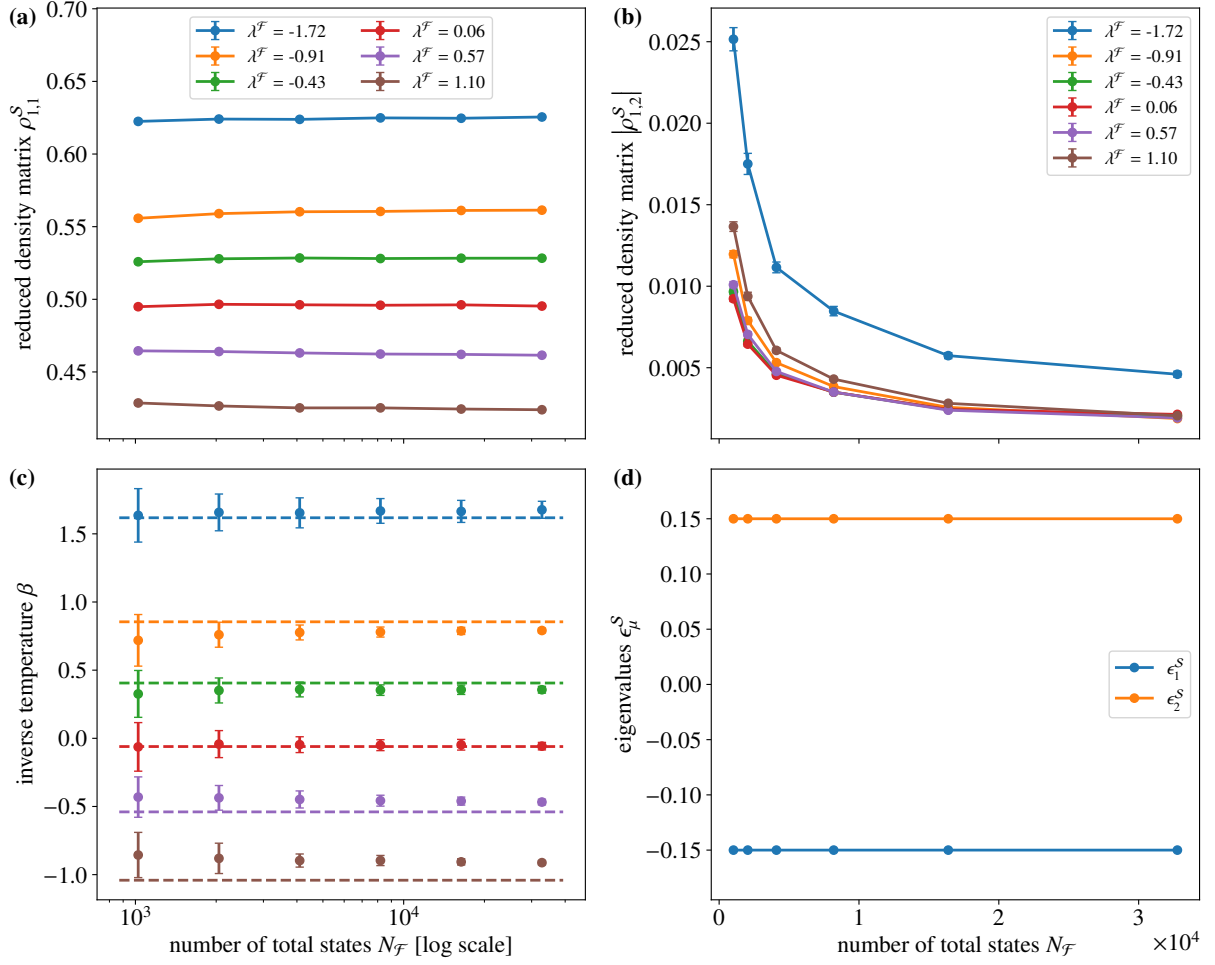 (a)
0.70
0.65
0.60
0.55
0.50
0.45
reduced density matrix ρ^S_{1,1}
λ^F = -1.72
λ^F = -0.91
λ^F = -0.43
λ^F = 0.06
λ^F = 0.57
λ^F = 1.10
(b)
0.025
0.020
0.015
0.010
0.005
reduced density matrix |ρ^S_{1,2}|
λ^F = -1.72
λ^F = -0.91
λ^F = -0.43
λ^F = 0.06
λ^F = 0.57
λ^F = 1.10
(c)
1.5
1.0
0.5
0.0
−0.5
−1.0
inverse temperature β
10^3
10^4
number of total states N_F [log scale]
(d)
0.15
0.10
0.05
0.00
−0.05
−0.10
−0.15
eigenvalues ϵ^S_μ
ϵ^S_1
ϵ^S_2
0
1
2
3
×10^4
number of total states N_F